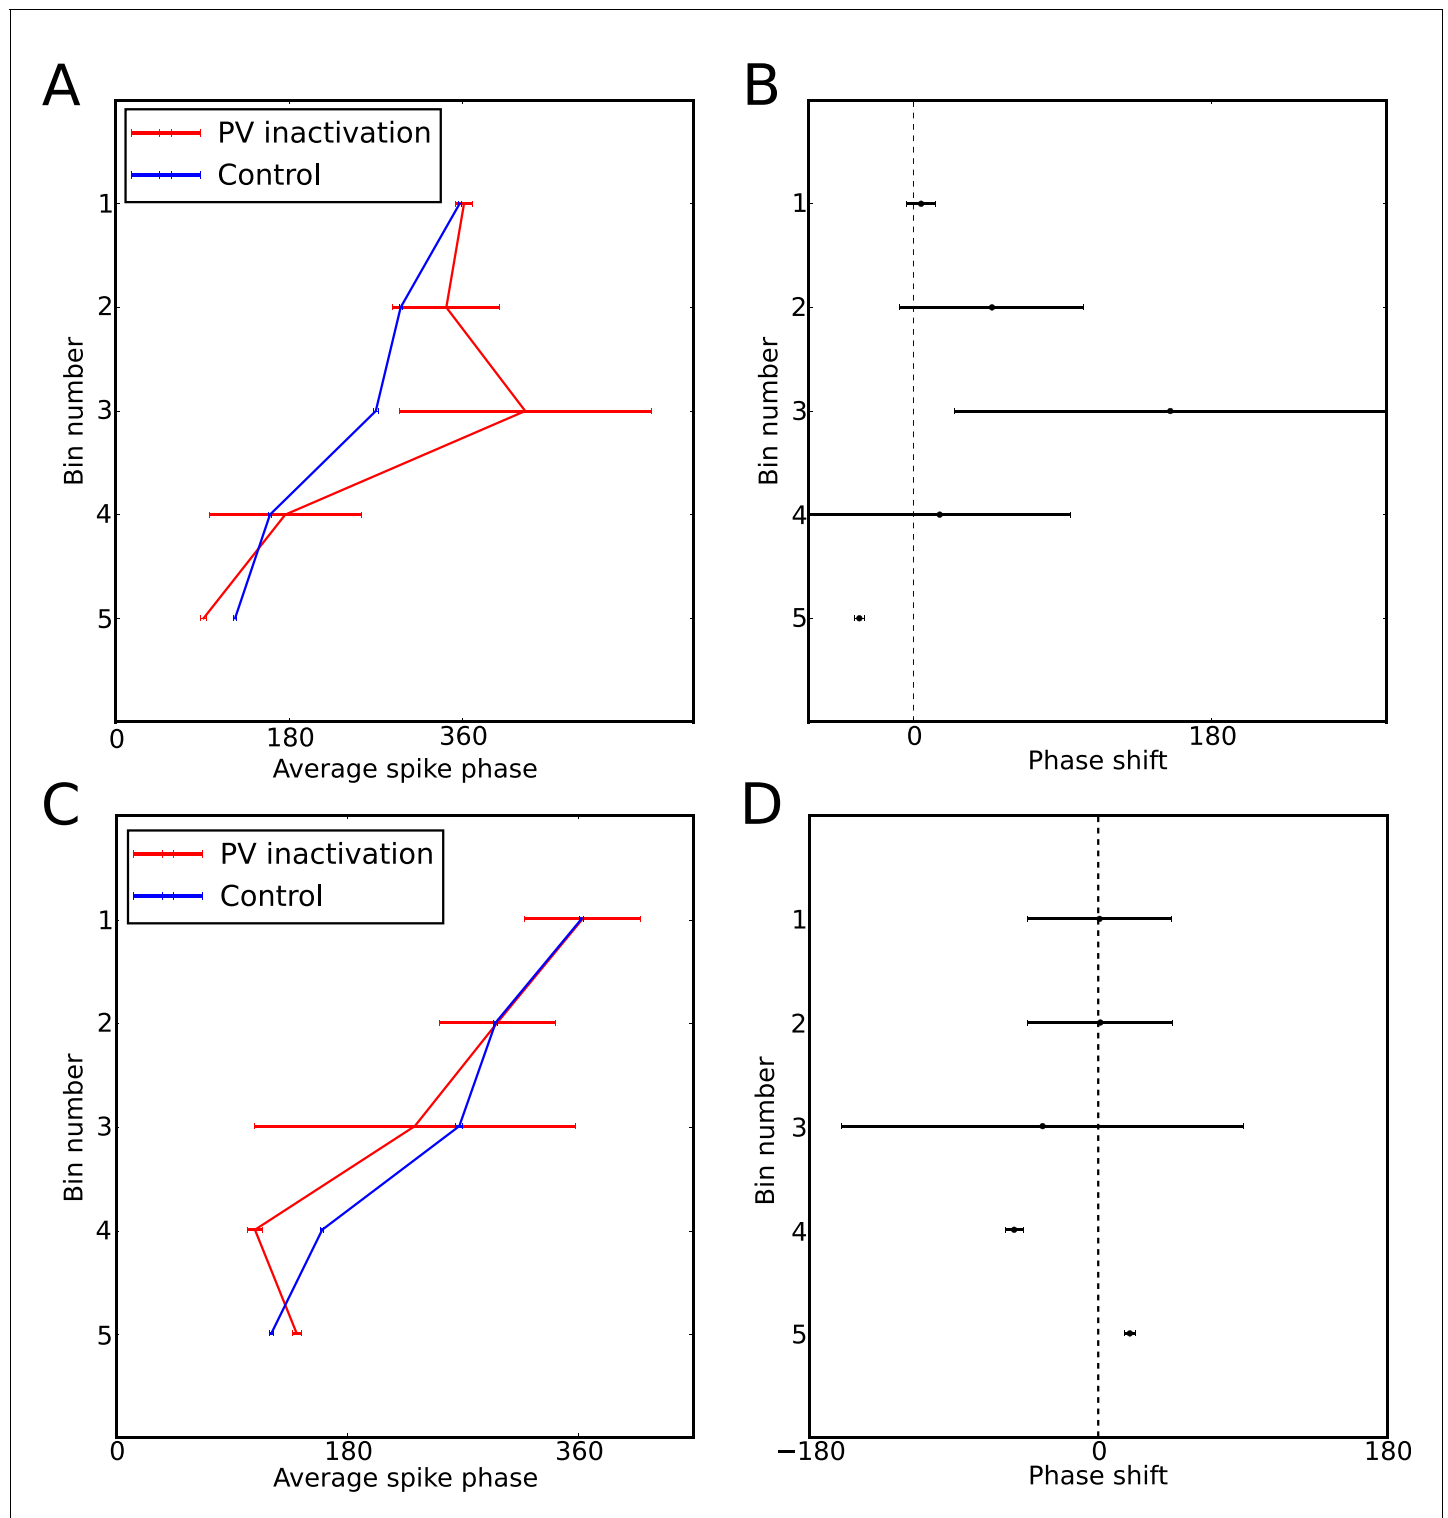 A
PV inactivation
Control
1
2
3
4
5
Bin number
0 180 360
Average spike phase
B
1
2
3
4
5
Bin number
0 180
Phase shift
C
PV inactivation
Control
1
2
3
4
5
Bin number
0 180 360
Average spike phase
D
1
2
3
4
5
Bin number
−180 0 180
Phase shift